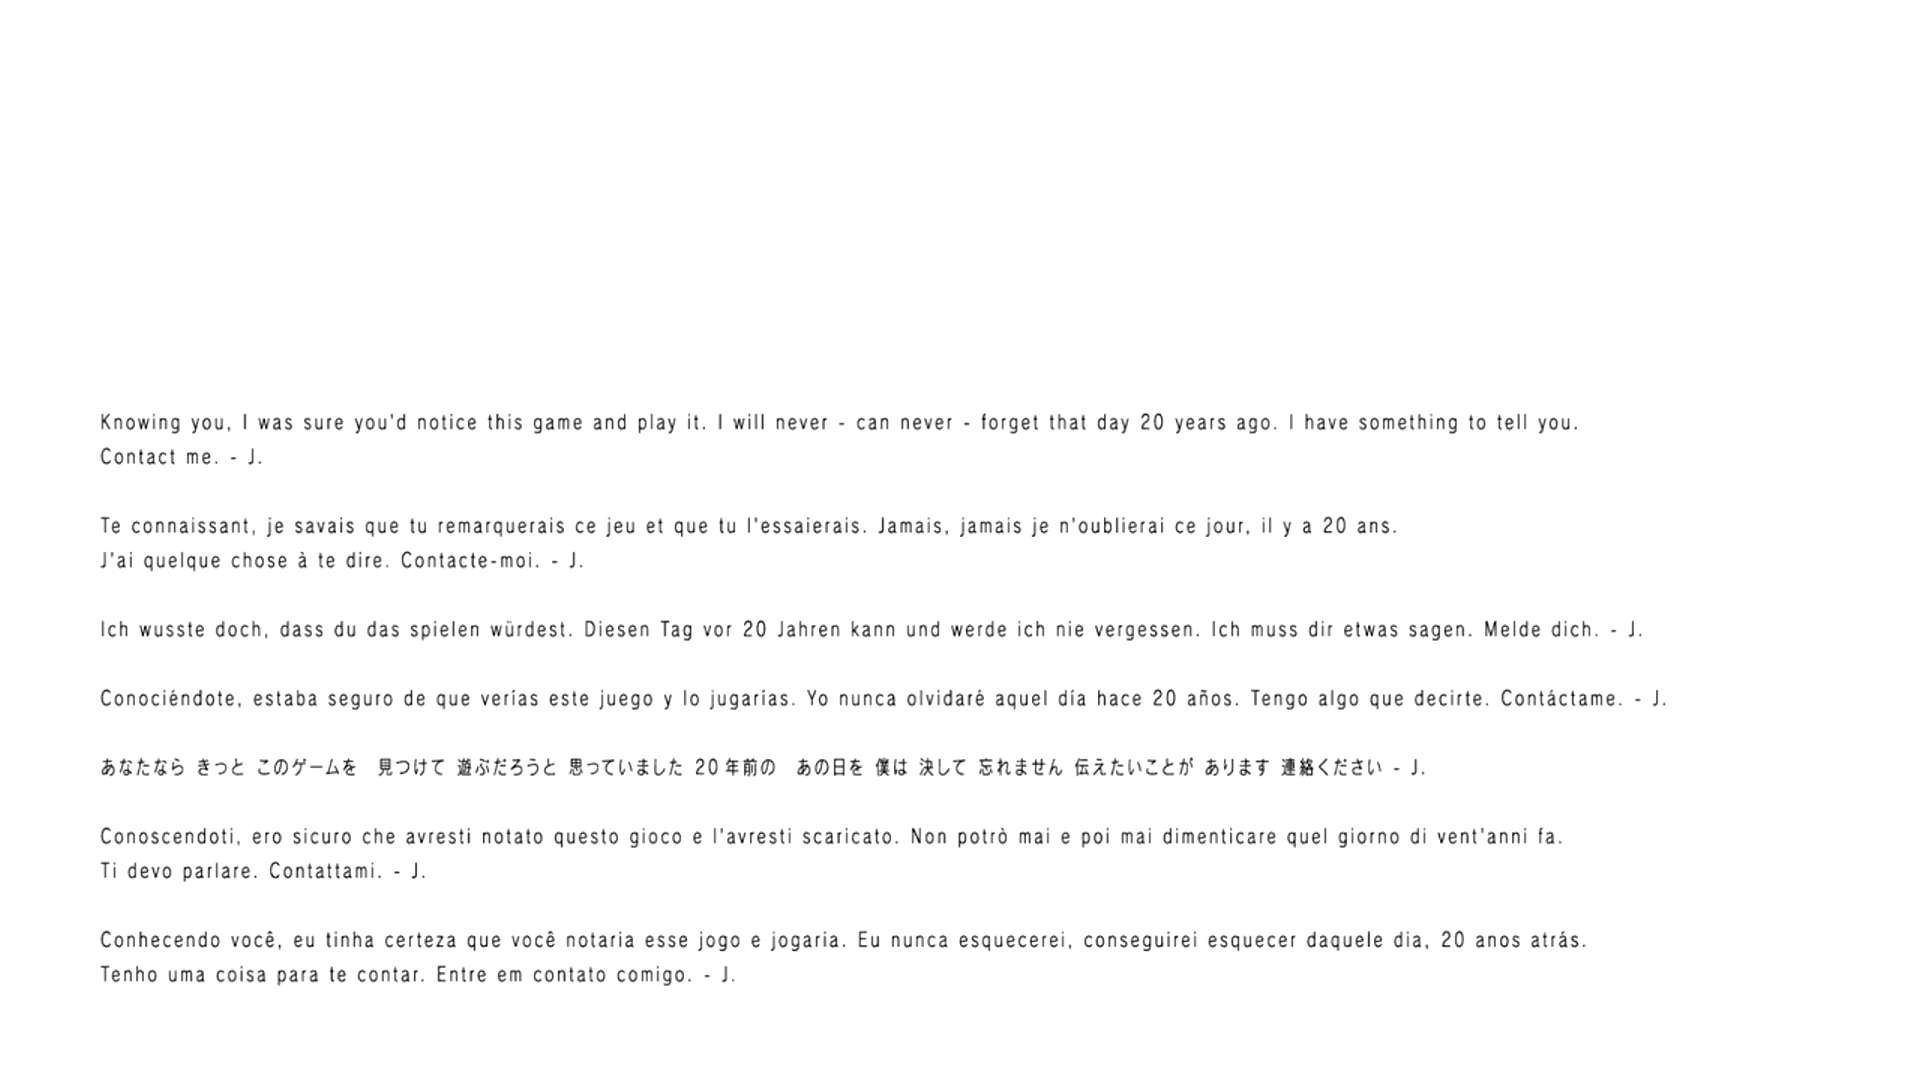 Knowing you, I was sure you'd notice this game and play it. I will never - can never - forget that day 20 years ago. I have something to tell you.
Contact me. - J.
Te connaissant, je savais que tu remarquerais ce jeu et que tu l'essaierais. Jamais, jamais je n'oublierai ce jour, il y a 20 ans.
J'ai quelque chose à te dire. Contacte-moi. - J.
Ich wusste doch, dass du das spielen würdest. Diesen Tag vor 20 Jahren kann und werde ich nie vergessen. Ich muss dir etwas sagen. Melde dich. - J.
Conociéndote, estaba seguro de que verías este juego y lo jugarías. Yo nunca olvidaré aquel día hace 20 años. Tengo algo que decirte. Contáctame. - J.
あなたなら きっと このゲームを　見つけて 遊ぶだろうと 思っていました 20年前の　あの日を 僕は 決して 忘れません 伝えたいことが あります 連絡ください - J.
Conoscendoti, ero sicuro che avresti notato questo gioco e l'avresti scaricato. Non potrò mai e poi mai dimenticare quel giorno di vent'anni fa.
Ti devo parlare. Contattami. - J.
Conhecendo você, eu tinha certeza que você notaria esse jogo e jogaria. Eu nunca esquecerei, conseguirei esquecer daquele dia, 20 anos atrás.
Tenho uma coisa para te contar. Entre em contato comigo. - J.